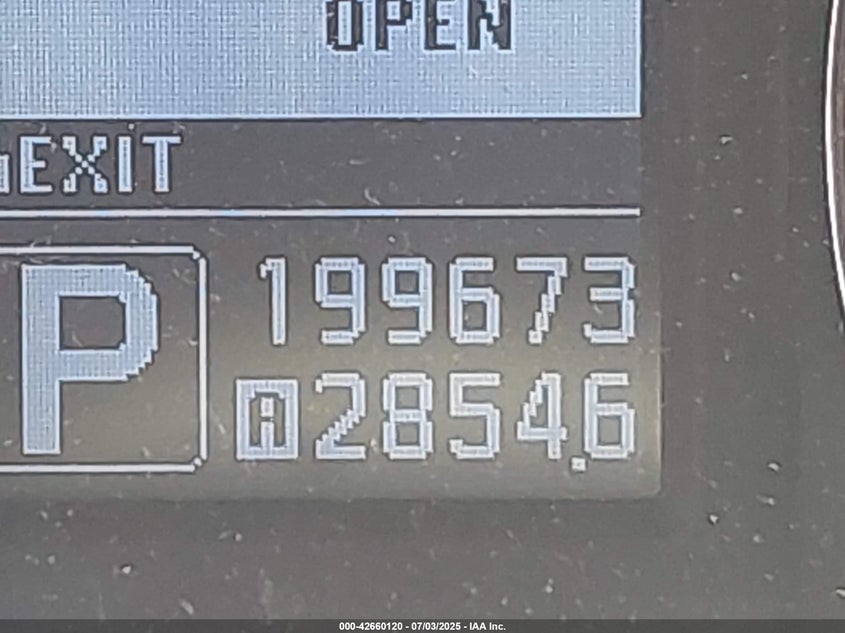 OPEN
EXIT
P
199673
A 2854.6
000-42660120 - 07/03/2025 - IAA Inc.